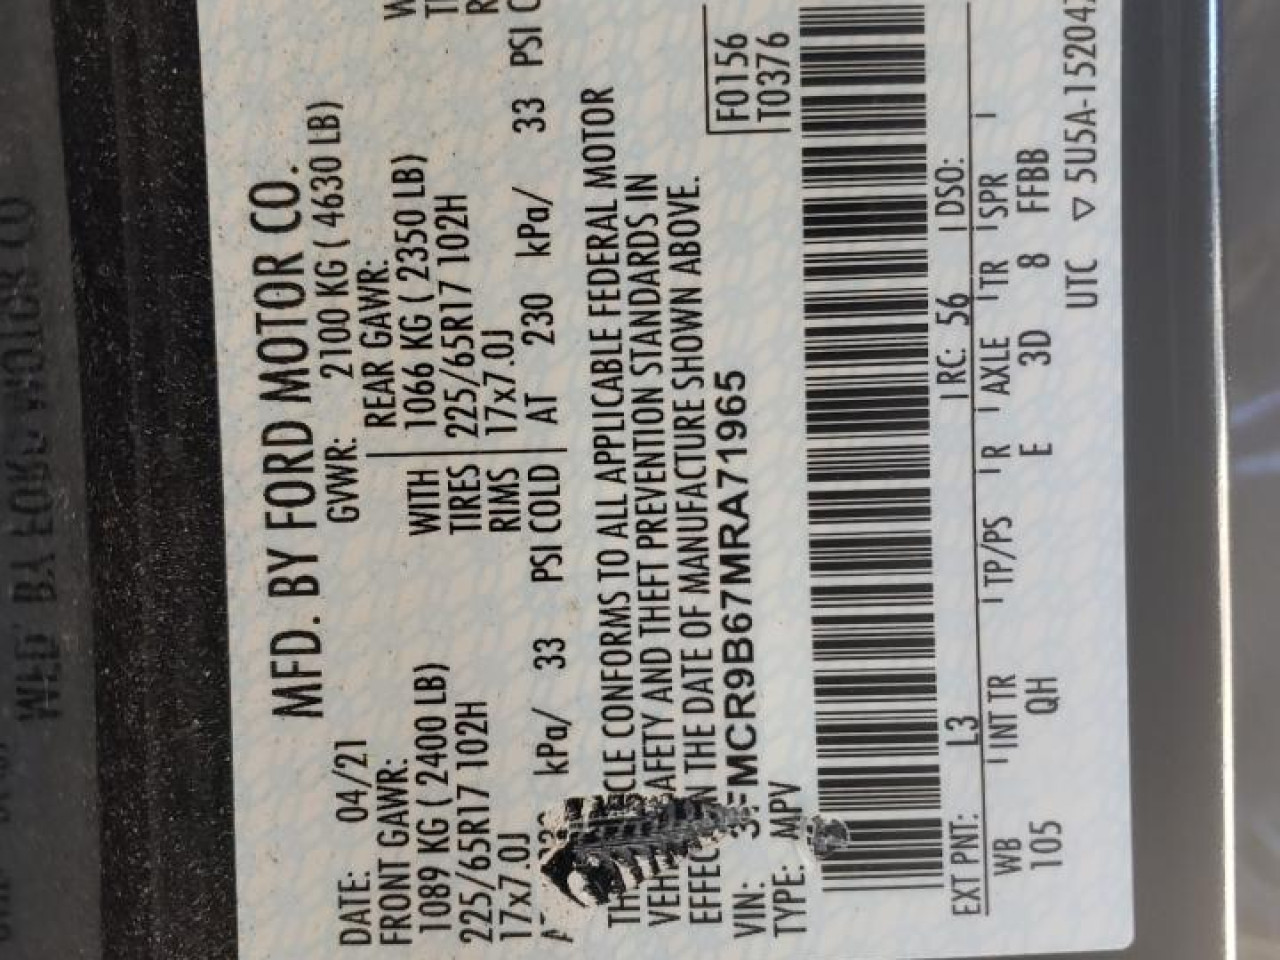 MFD. BY FORD MOTOR CO.
DATE: 04/21 GVWR: 2100 KG ( 4630 LB)
FRONT GAWR: REAR GAWR:
1089 KG ( 2400 LB) WITH 1066 KG ( 2350 LB)
225/65R17 102H TIRES 225/65R17 102H
17x7.0J RIMS 17x7.0J
kPa/ 33 PSI COLD AT 230 kPa/ 33 PSI
CONFORMS TO ALL APPLICABLE FEDERAL MOTOR
AND THEFT PREVENTION STANDARDS IN
THE DATE OF MANUFACTURE SHOWN ABOVE.
VIN: MCR9B67MRA71965
TYPE: MPV
F0156
T0376
EXT PNT: L3 RC: 56 DSO:
WB INT TR TP/PS R AXLE TR SPR
105 QH E 3D 8 FFBB
UTC ▽ 5U5A-15204